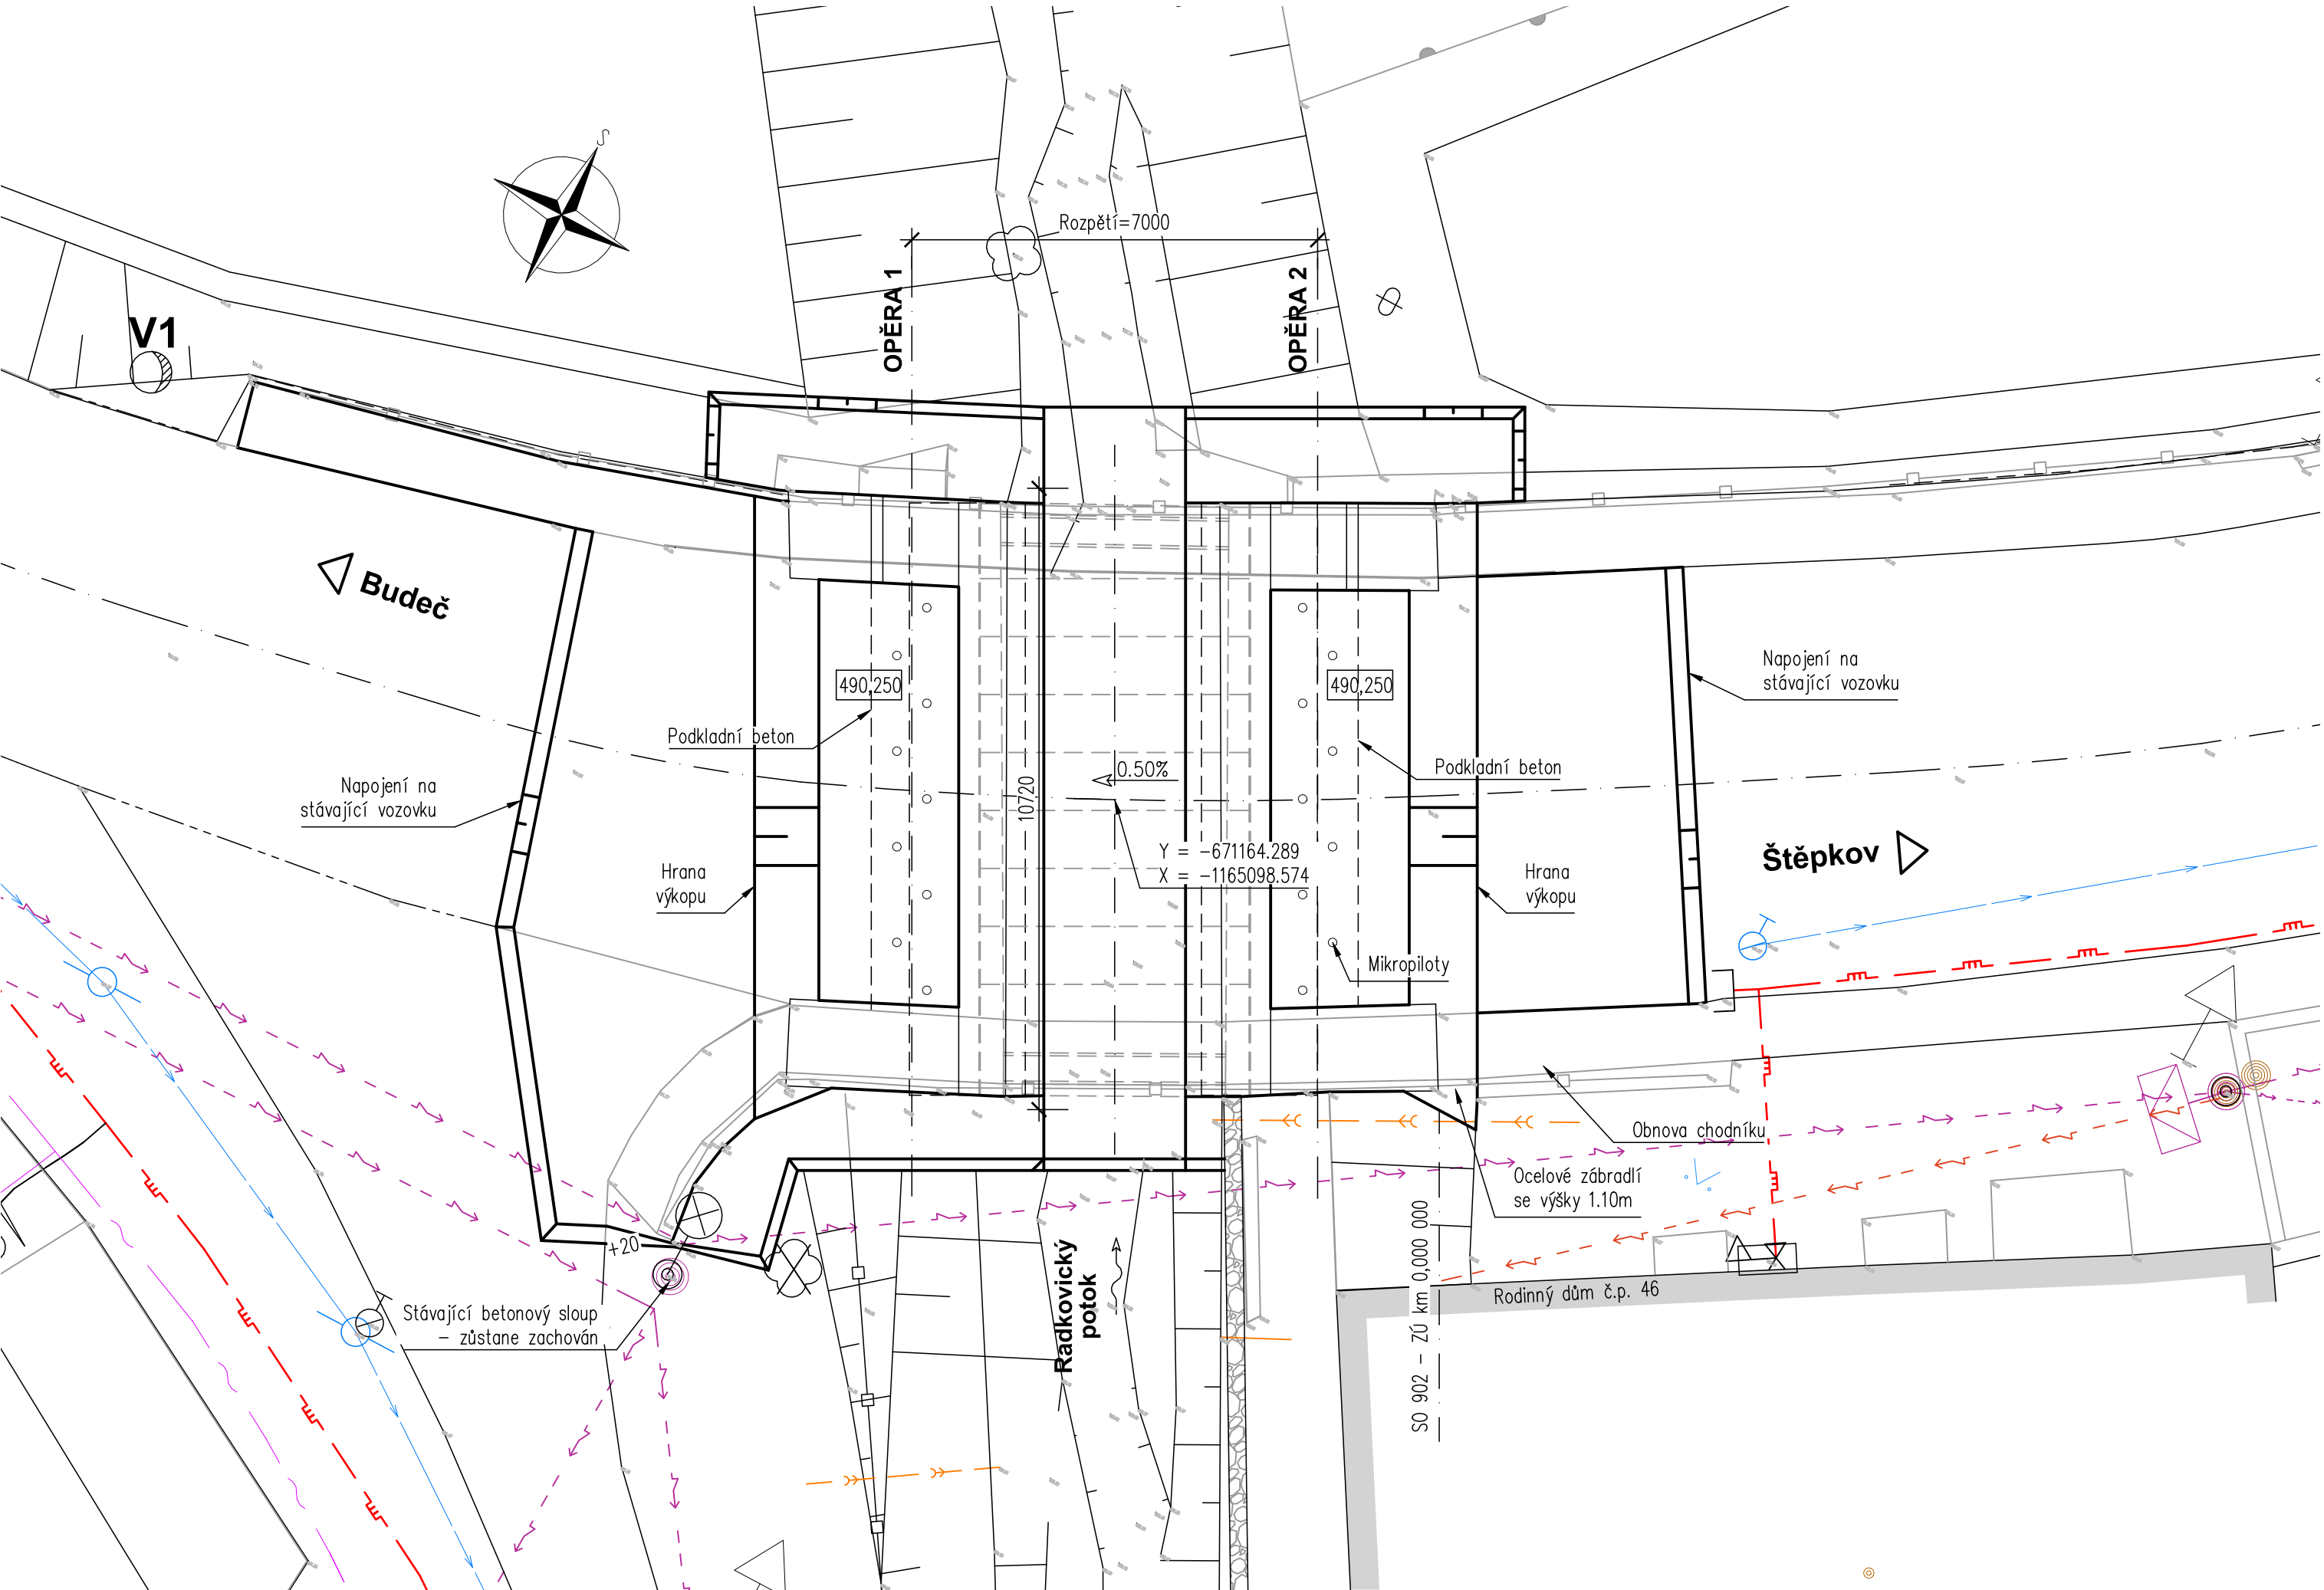 S
Rozpětí=7000
OPĚRA 1
OPĚRA 2
V1
Budeč
Napojení na
stávající vozovku
490,250
490,250
Podkladní beton
Podkladní beton
0.50%
Napojení na
stávající vozovku
10720
Y = -671164.289
X = -1165098.574
Štěpkov
Hrana
výkopu
Hrana
výkopu
Mikropiloty
Obnova chodníku
Ocelové zábradlí
se výšky 1.10m
+20
Radkovický
potok
SO 902 – ZÚ km 0,000 000
Rodinný dům č.p. 46
Stávající betonový sloup
– zůstane zachován